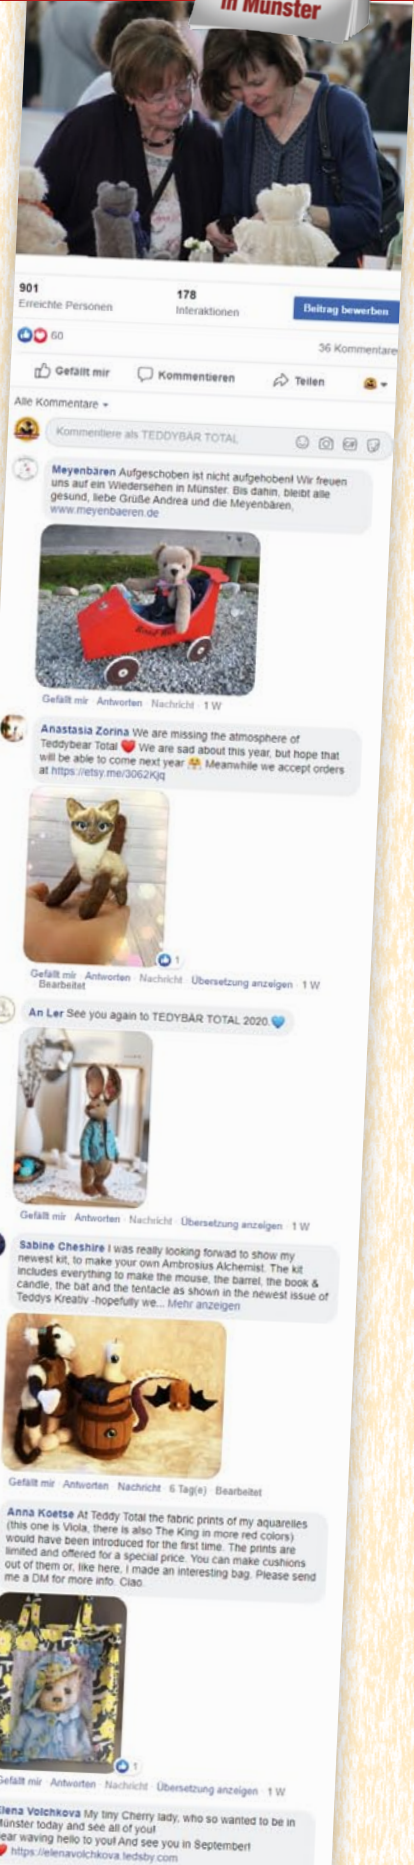 in Münster
901
Erreichte Personen
178
Interaktionen
Beitrag bewerben
60
36 Kommentare
Gefällt mir
Kommentieren
Teilen
Alle Kommentare
Kommentiere als TEDDYBÄR TOTAL
GIF
Meyenbären Aufgeschoben ist nicht aufgehoben! Wir freuen
uns auf ein Wiedersehen in Münster. Bis dahin, bleibt alle
gesund, liebe Grüße Andrea und die Meyenbären,
www.meyenbaeren.de
Gefällt mir · Antworten · Nachricht · 1 W
Anastasia Zorina We are missing the atmosphere of
Teddybear Total ❤️ We are sad about this year, but hope that
will be able to come next year 🤗 Meanwhile we accept orders
at https://etsy.me/3062Kjq
1
Gefällt mir · Antworten · Nachricht · Übersetzung anzeigen · 1 W
Bearbeitet
An Ler See you again to TEDYBÄR TOTAL 2020.💙
Gefällt mir · Antworten · Nachricht · Übersetzung anzeigen · 1 W
Sabine Cheshire I was really looking forwad to show my
newest kit, to make your own Ambrosius Alchemist. The kit
includes everything to make the mouse, the barrel, the book &
candle, the bat and the tentacle as shown in the newest issue of
Teddys Kreativ -hopefully we... Mehr anzeigen
Gefällt mir · Antworten · Nachricht · 6 Tag(e) · Bearbeitet
Anna Koetse At Teddy Total the fabric prints of my aquarelles
(this one is Viola, there is also The King in more red colors)
would have been introduced for the first time. The prints are
limited and offered for a special price. You can make cushions
out of them or, like here, I made an interesting bag. Please send
me a DM for more info. Ciao.
1
Gefällt mir · Antworten · Nachricht · Übersetzung anzeigen · 1 W
Elena Volchkova My tiny Cherry lady, who so wanted to be in
Münster today and see all of you!
ear waving hello to you! And see you in September!
❤️ https://elenavolchkova.tedsby.com